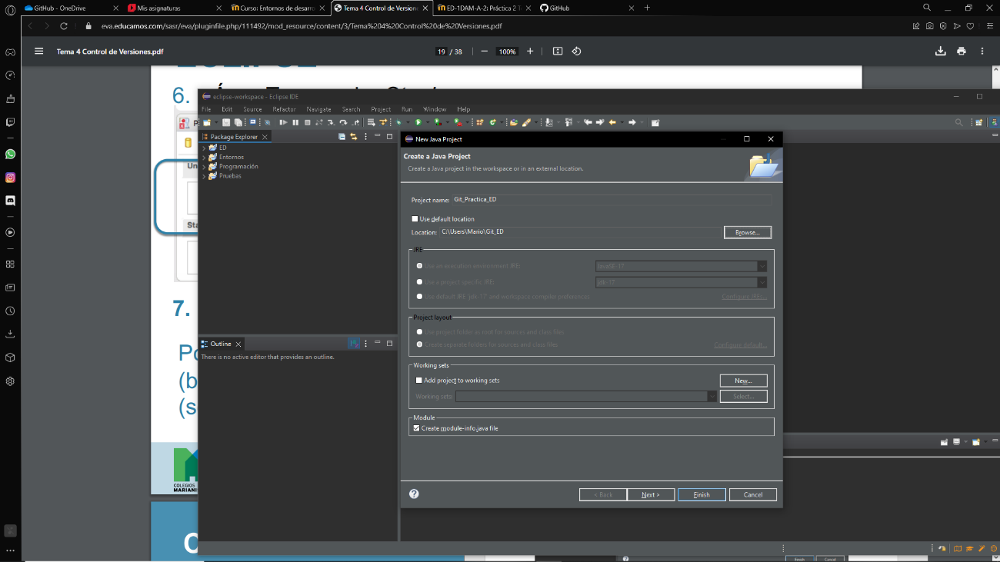 GitHub - OneDrive
Mis asignaturas
Curso: Entornos de desarro
Tema 4 Control de Version
ED-1DAM-A-2: Práctica 2 T
GitHub
eva.educamos.com/sasr/eva/pluginfile.php/111492/mod_resource/content/3/Tema%204%20Control%20de%20Versiones.pdf
Tema 4 Control de Versiones.pdf
19 / 38
100%
6.
eclipse-workspace - Eclipse IDE
File Edit Source Refactor Navigate Search Project Run Window Help
Package Explorer
ED
Entornos
Programación
Pruebas
Un
Sta
7.
Po
(b
(s
COLEGIOS
MARIANI
Outline
There is no active editor that provides an outline.
New Java Project
Create a Java Project
Create a Java project in the workspace or in an external location.
Project name: Git_Practica_ED
Use default location
Location: C:\Users\Mario\Git_ED
Browse...
JRE
Use an execution environment JRE: JavaSE-17
Use a project specific JRE: jdk-17
Use default JRE 'jdk-17' and workspace compiler preferences
Configure JREs...
Project layout
Use project folder as root for sources and class files
Create separate folders for sources and class files
Configure default...
Working sets
Add project to working sets
New...
Working sets:
Select...
Module
Create module-info.java file
< Back
Next >
Finish
Cancel
Finish
Cancel